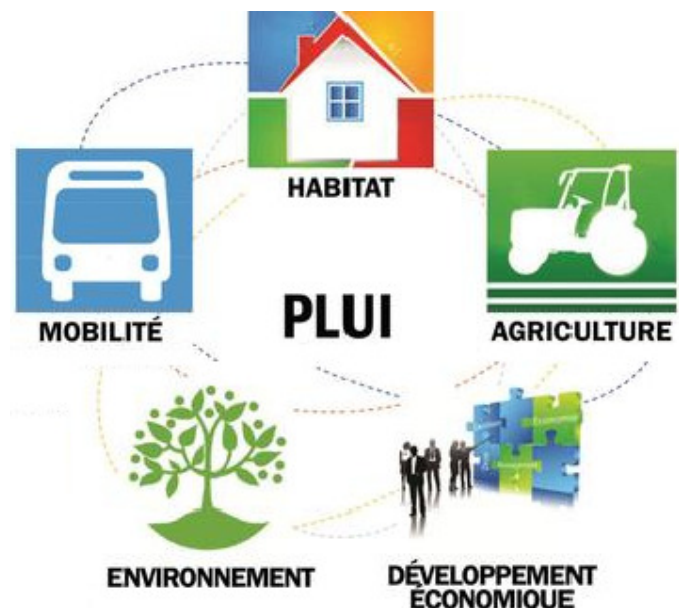 HABITAT
MOBILITÉ
PLUI
AGRICULTURE
ENVIRONNEMENT
DÉVELOPPEMENT
ÉCONOMIQUE